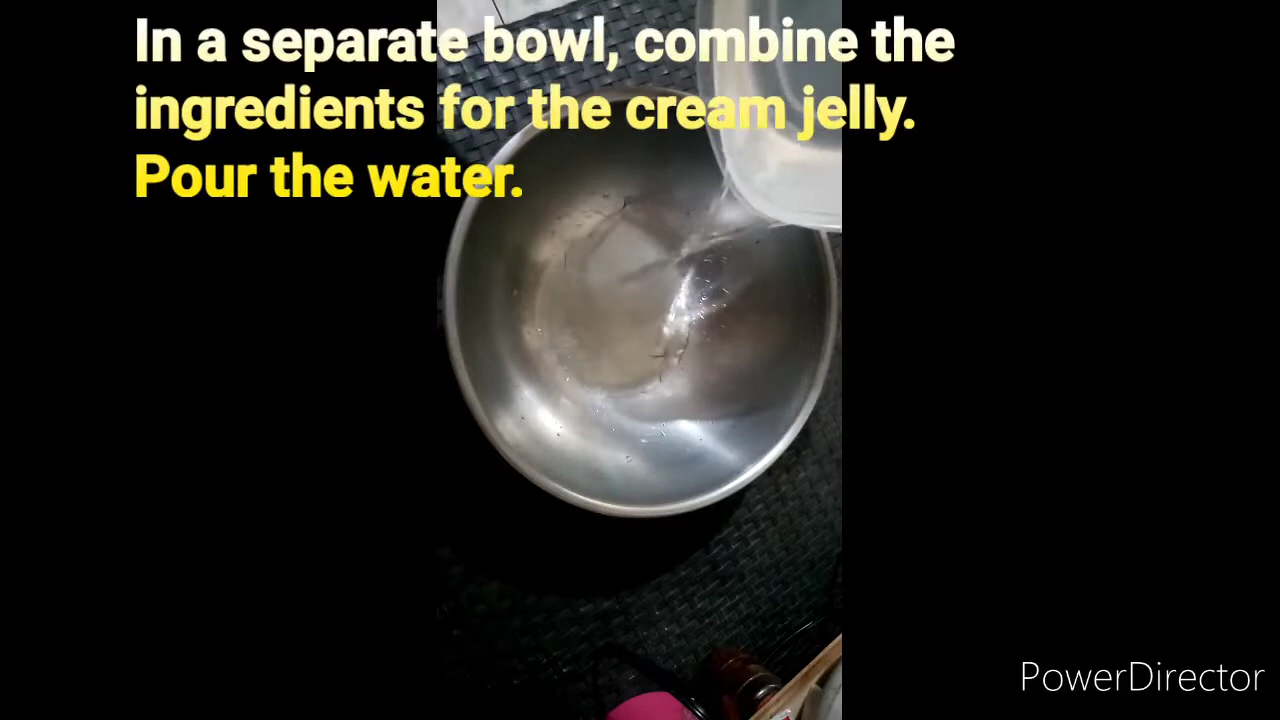 In a separate bowl, combine the
ingredients for the cream jelly.
Pour the water.
PowerDirector